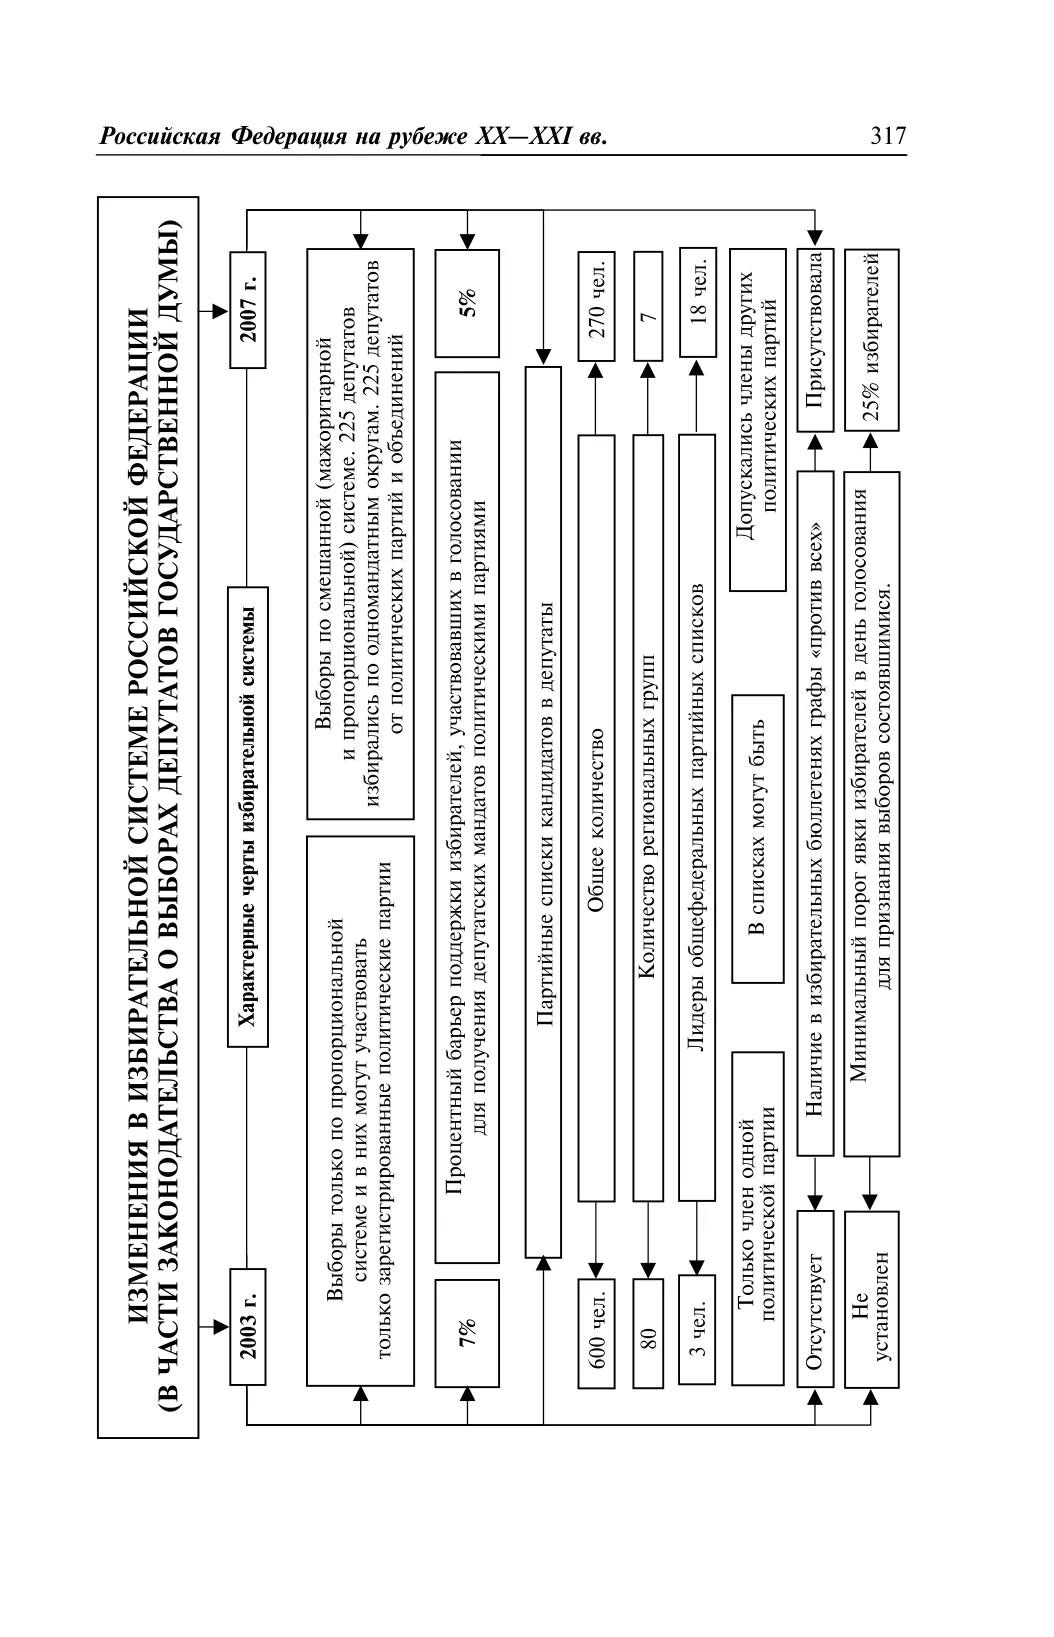 Российская Федерация на рубеже XX—XXI вв.
317
ИЗМЕНЕНИЯ В ИЗБИРАТЕЛЬНОЙ СИСТЕМЕ РОССИЙСКОЙ ФЕДЕРАЦИИ
(В ЧАСТИ ЗАКОНОДАТЕЛЬСТВА О ВЫБОРАХ ДЕПУТАТОВ ГОСУДАРСТВЕННОЙ ДУМЫ)
2003 г.
Характерные черты избирательной системы
2007 г.
Выборы только по пропорциональной
системе и в них могут участвовать
только зарегистрированные политические партии
Выборы по смешанной (мажоритарной
и пропорциональной) системе. 225 депутатов
избирались по одномандатным округам. 225 депутатов
от политических партий и объединений
7%
Процентный барьер поддержки избирателей, участвовавших в голосовании
для получения депутатских мандатов политическими партиями
5%
Партийные списки кандидатов в депутаты
600 чел.
Общее количество
270 чел.
80
Количество региональных групп
7
3 чел.
Лидеры общефедеральных партийных списков
18 чел.
Только член одной
политической партии
В списках могут быть
Допускались члены других
политических партий
Отсутствует
Наличие в избирательных бюллетенях графы «против всех»
Присутствовала
Не
установлен
Минимальный порог явки избирателей в день голосования
для признания выборов состоявшимися.
25% избирателей